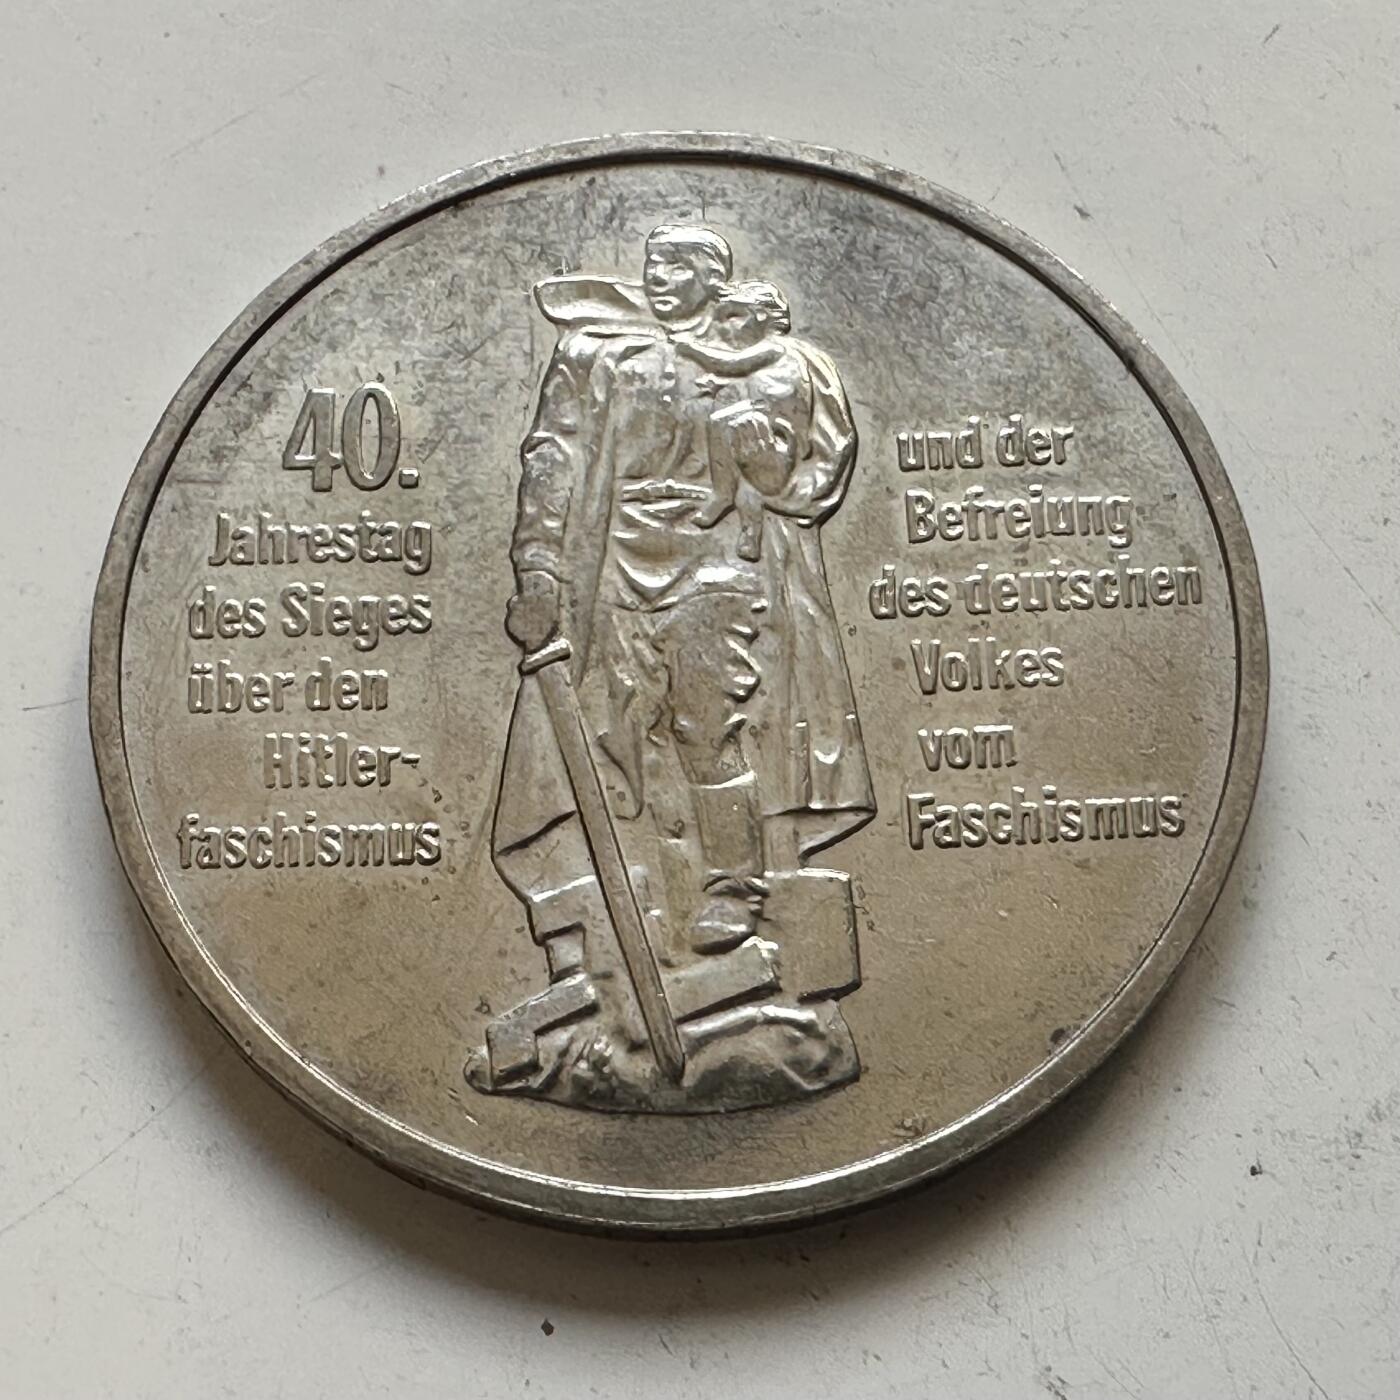 40.
Jahrestag
des Sieges
über den
Hitler-
faschismus
und der
Befreiung
des deutschen
Volkes
vom
Faschismus